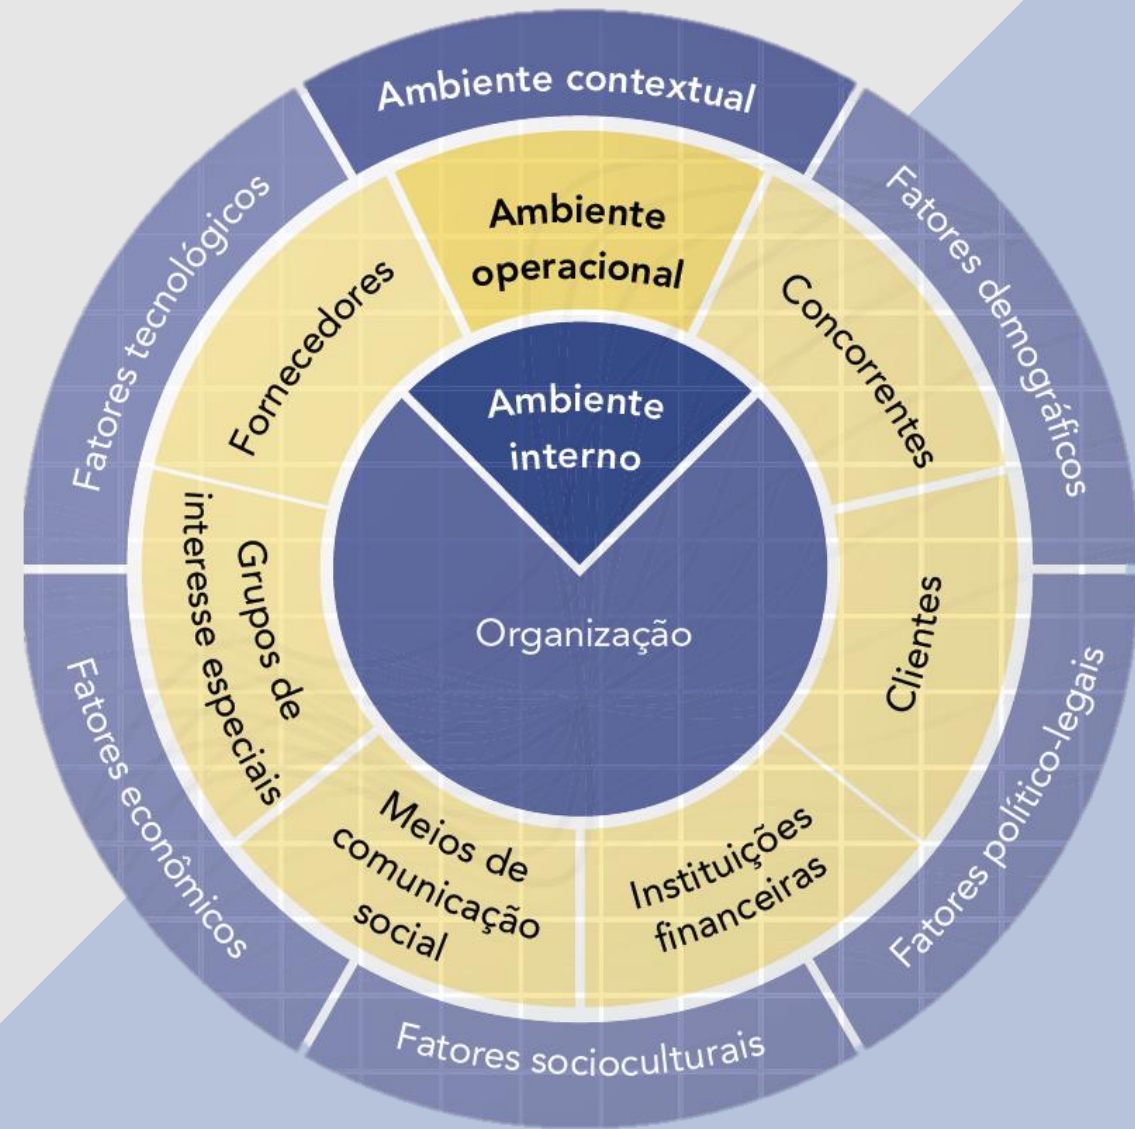 Ambiente contextual
Fatores tecnológicos
Fatores demográficos
Ambiente
operacional
Fornecedores
Concorrentes
Ambiente
interno
Organização
Grupos de
interesse especiais
Clientes
Fatores econômicos
Fatores político-legais
Meios de
comunicação
social
Instituições
financeiras
Fatores socioculturais